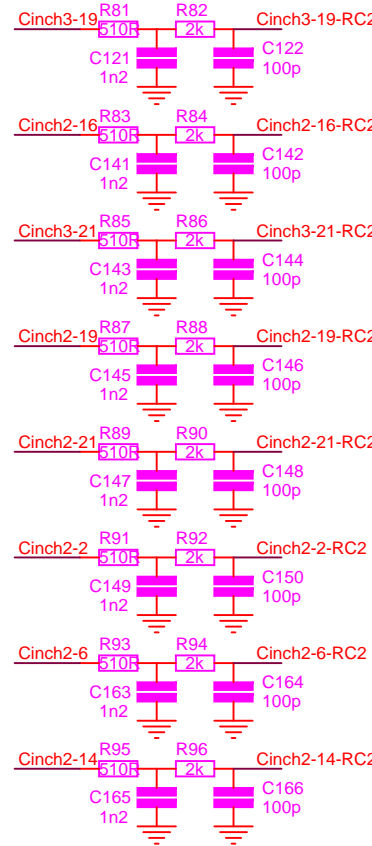 Cinch3-19 R81 R82 Cinch3-19-RC2
510R 2k
C121 C122
1n2 100p
Cinch2-16 R83 R84 Cinch2-16-RC2
510R 2k
C141 C142
1n2 100p
Cinch3-21 R85 R86 Cinch3-21-RC2
510R 2k
C143 C144
1n2 100p
Cinch2-19 R87 R88 Cinch2-19-RC2
510R 2k
C145 C146
1n2 100p
Cinch2-21 R89 R90 Cinch2-21-RC2
510R 2k
C147 C148
1n2 100p
Cinch2-2 R91 R92 Cinch2-2-RC2
510R 2k
C149 C150
1n2 100p
Cinch2-6 R93 R94 Cinch2-6-RC2
510R 2k
C163 C164
1n2 100p
Cinch2-14 R95 R96 Cinch2-14-RC2
510R 2k
C165 C166
1n2 100p